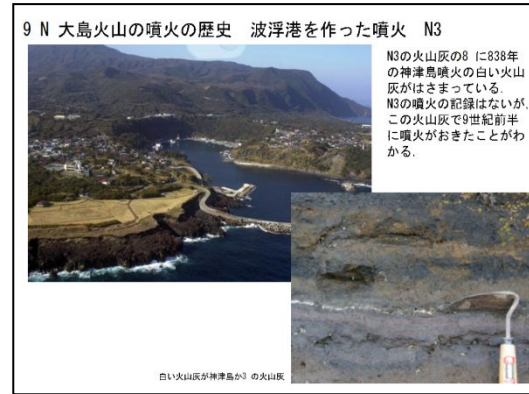 9 N 大島火山の噴火の歴史　波浮港を作った噴火　N3
N3の火山灰の8 に838年
の神津島噴火の白い火山
灰がはさまっている.
N3の噴火の記録はないが,
この火山灰で9世紀前半
に噴火がおきたことがわ
かる.
白い火山灰が神津島か3 の火山灰